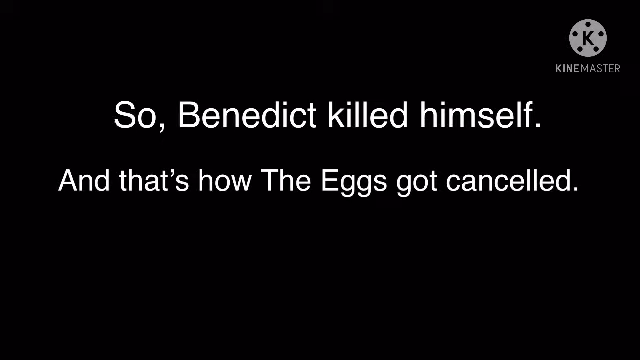 KINEMASTER
So, Benedict killed himself.
And that’s how The Eggs got cancelled.